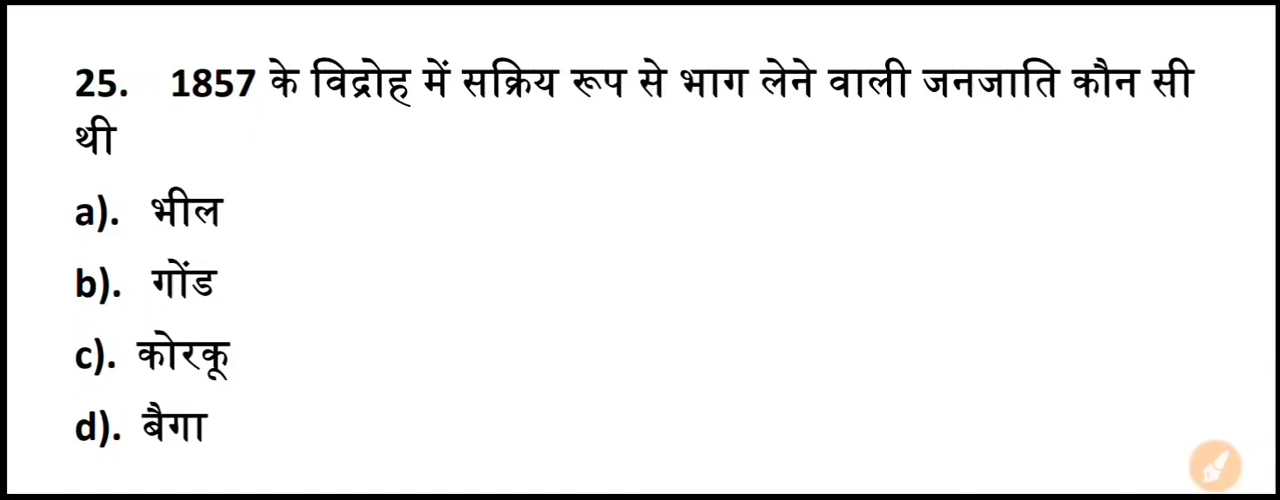 25. 1857 के विद्रोह में सक्रिय रूप से भाग लेने वाली जनजाति कौन सी
थी
a). भील
b). गोंड
c). कोरकू
d). बैगा